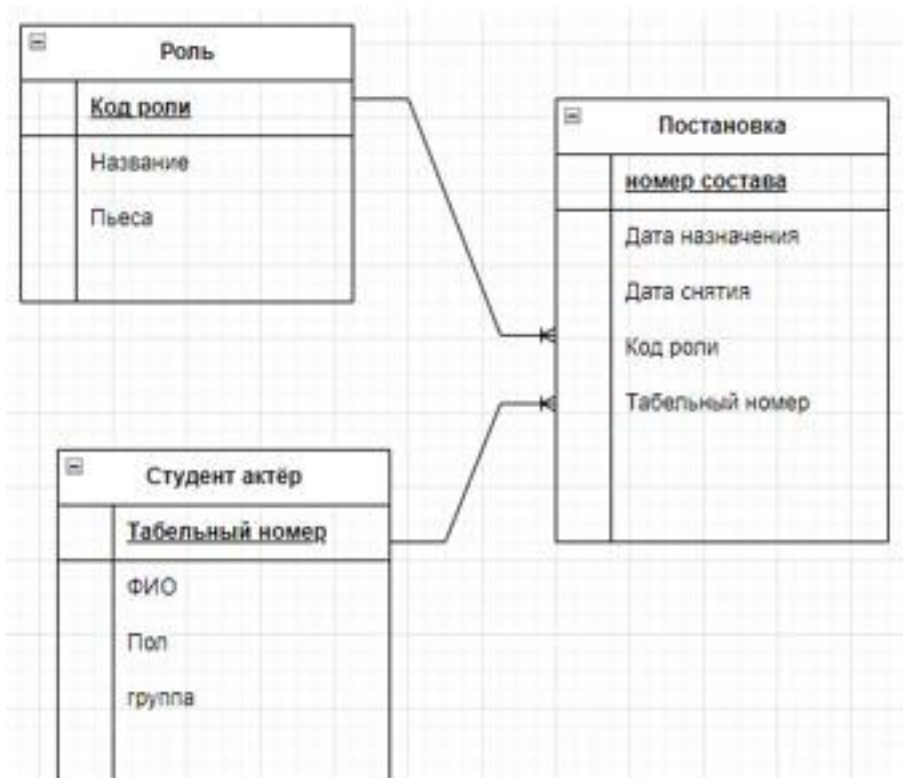 Роль
Код роли
Название
Пьеса
Постановка
номер состава
Дата назначения
Дата снятия
Код роли
Табельный номер
Студент актёр
Табельный номер
ФИО
Пол
группа